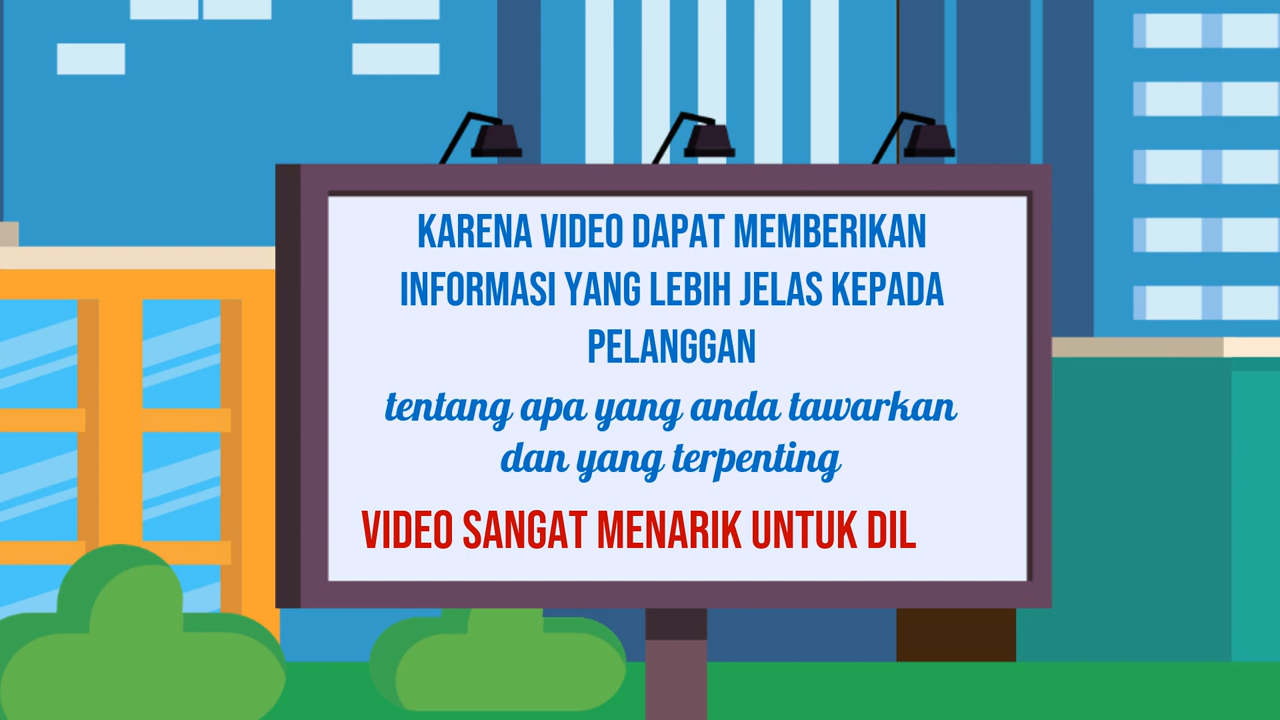 KARENA VIDEO DAPAT MEMBERIKAN
INFORMASI YANG LEBIH JELAS KEPADA
PELANGGAN
tentang apa yang anda tawarkan
dan yang terpenting
VIDEO SANGAT MENARIK UNTUK DIL